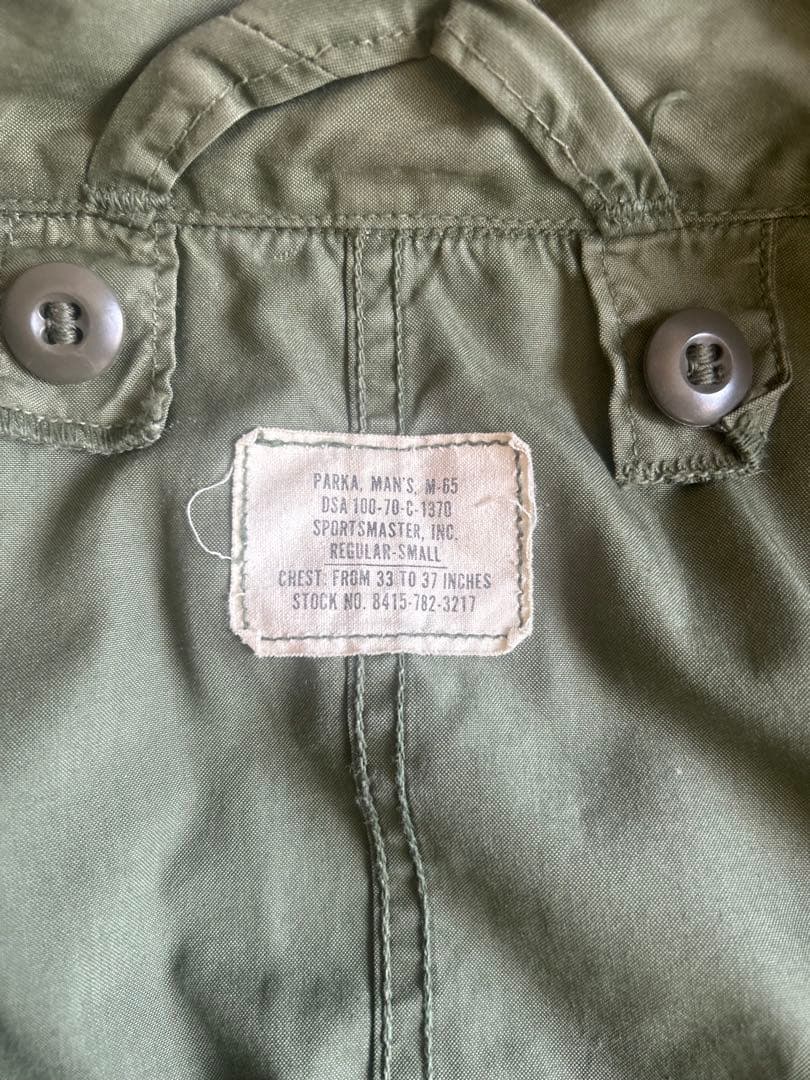 PARKA, MAN'S, M-65
DSA 100-70-C-1370
SPORTSMASTER, INC.
REGULAR-SMALL
CHEST: FROM 33 TO 37 INCHES
STOCK NO. 8415-782-3217